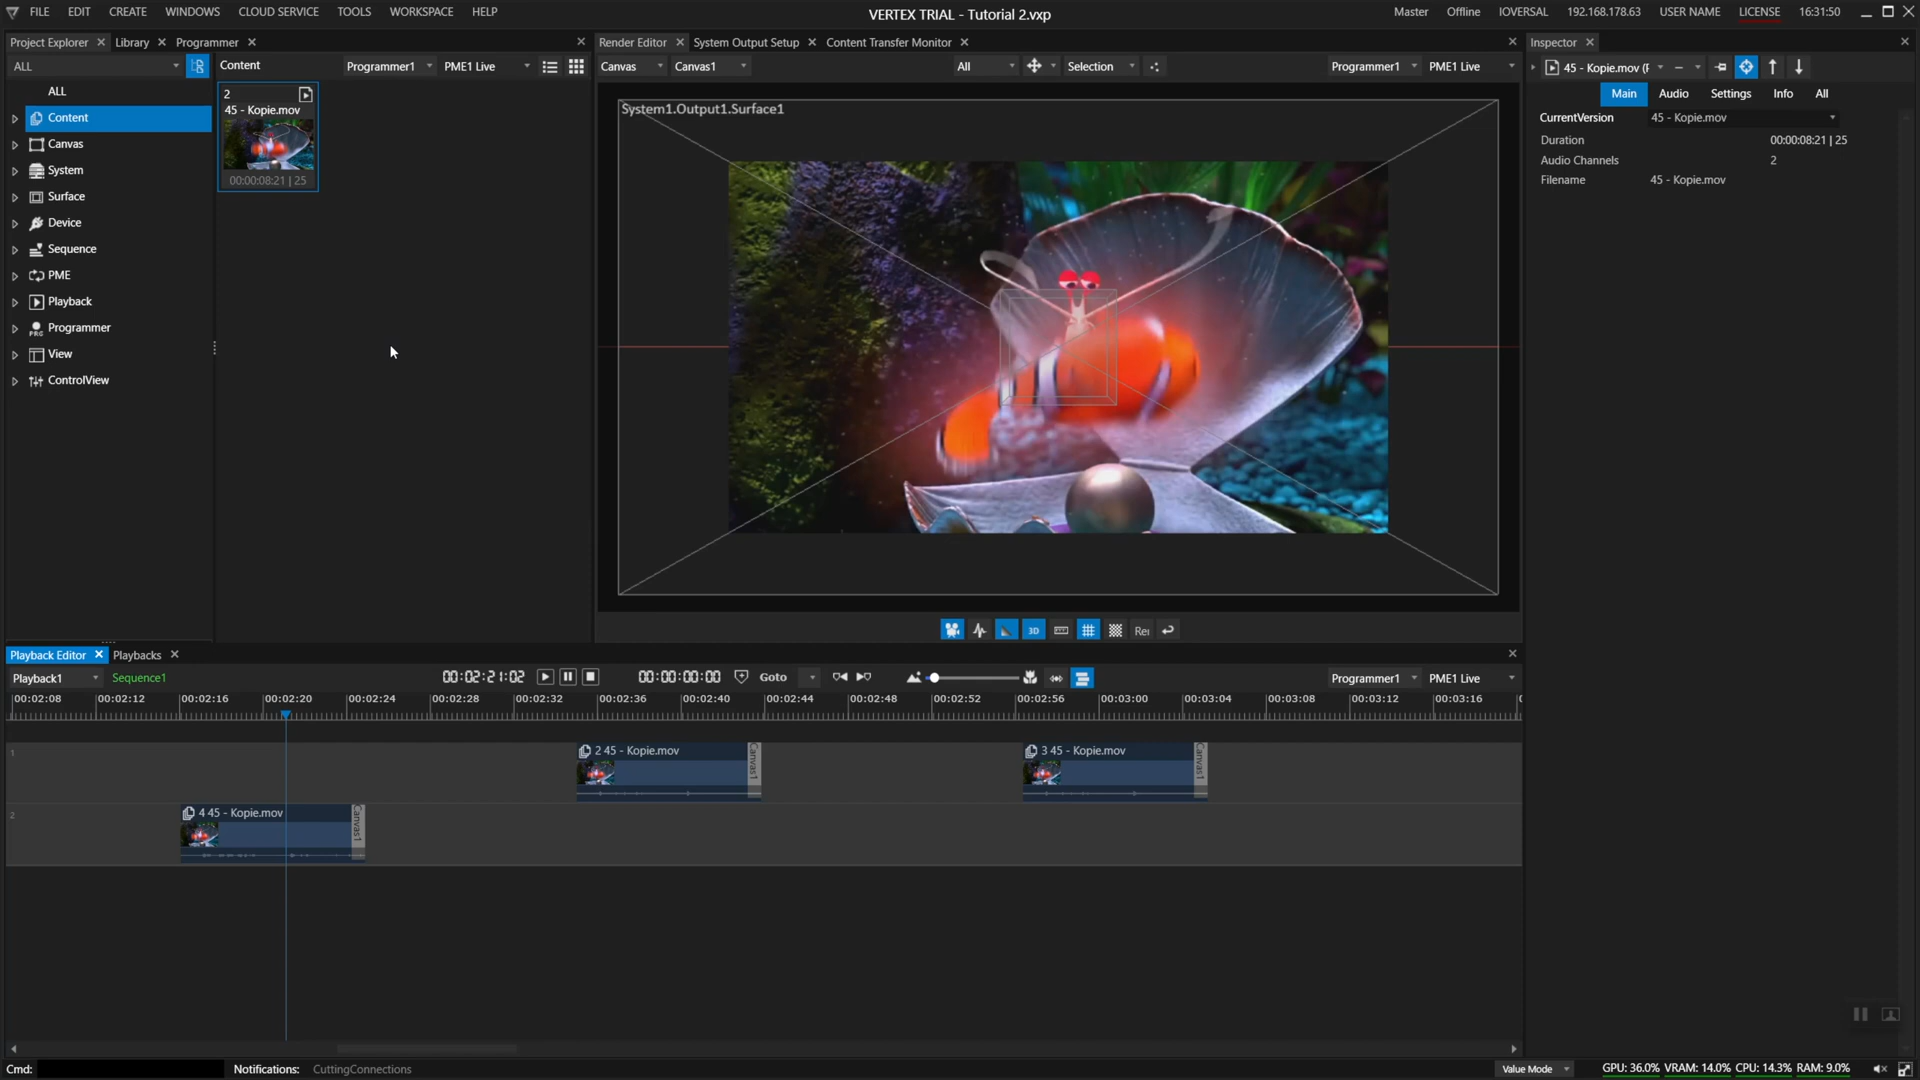 FILE EDIT CREATE WINDOWS CLOUD SERVICE TOOLS WORKSPACE HELP
VERTEX TRIAL - Tutorial 2.vxp
Master Offline IOVERSAL 192.168.178.63 USER NAME LICENSE 16:31:50
Project Explorer Library Programmer
Render Editor System Output Setup Content Transfer Monitor
Inspector
ALL
Content Programmer1 PME1 Live
Canvas Canvas1 All Selection Programmer1 PME1 Live
45 - Kopie.mov (F
Main Audio Settings Info All
ALL
Content
Canvas
System
Surface
Device
Sequence
PME
Playback
Programmer
View
ControlView
2
45 - Kopie.mov
00:00:08:21 | 25
System1.Output1.Surface1
CurrentVersion 45 - Kopie.mov
Duration 00:00:08:21 | 25
Audio Channels 2
Filename 45 - Kopie.mov
3D Rei
Playback Editor Playbacks
Playback1 Sequence1 00:02:21:02 00:00:00:00 Goto Programmer1 PME1 Live
00:02:08 00:02:12 00:02:16 00:02:20 00:02:24 00:02:28 00:02:32 00:02:36 00:02:40 00:02:44 00:02:48 00:02:52 00:02:56 00:03:00 00:03:04 00:03:08 00:03:12 00:03:16
1
2 45 - Kopie.mov
Canvas1
3 45 - Kopie.mov
Canvas1
2
4 45 - Kopie.mov
Canvas1
Cmd: Notifications: CuttingConnections Value Mode GPU: 36.0% VRAM: 14.0% CPU: 14.3% RAM: 9.0%